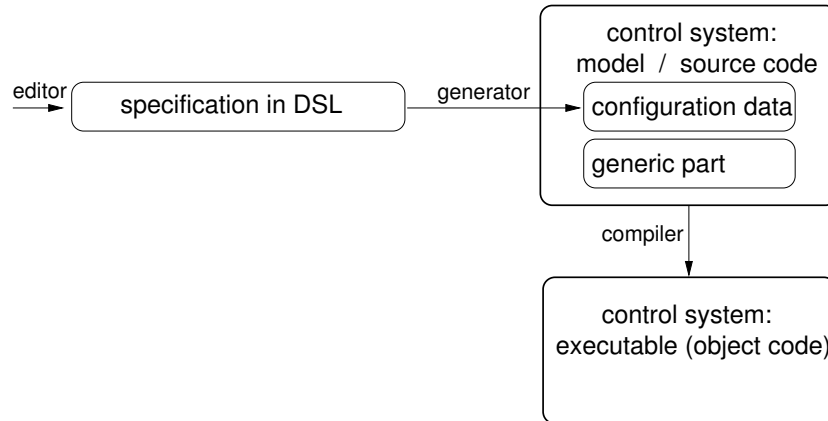 control system:
model / source code
editor
specification in DSL
generator
configuration data
generic part
compiler
control system:
executable (object code)